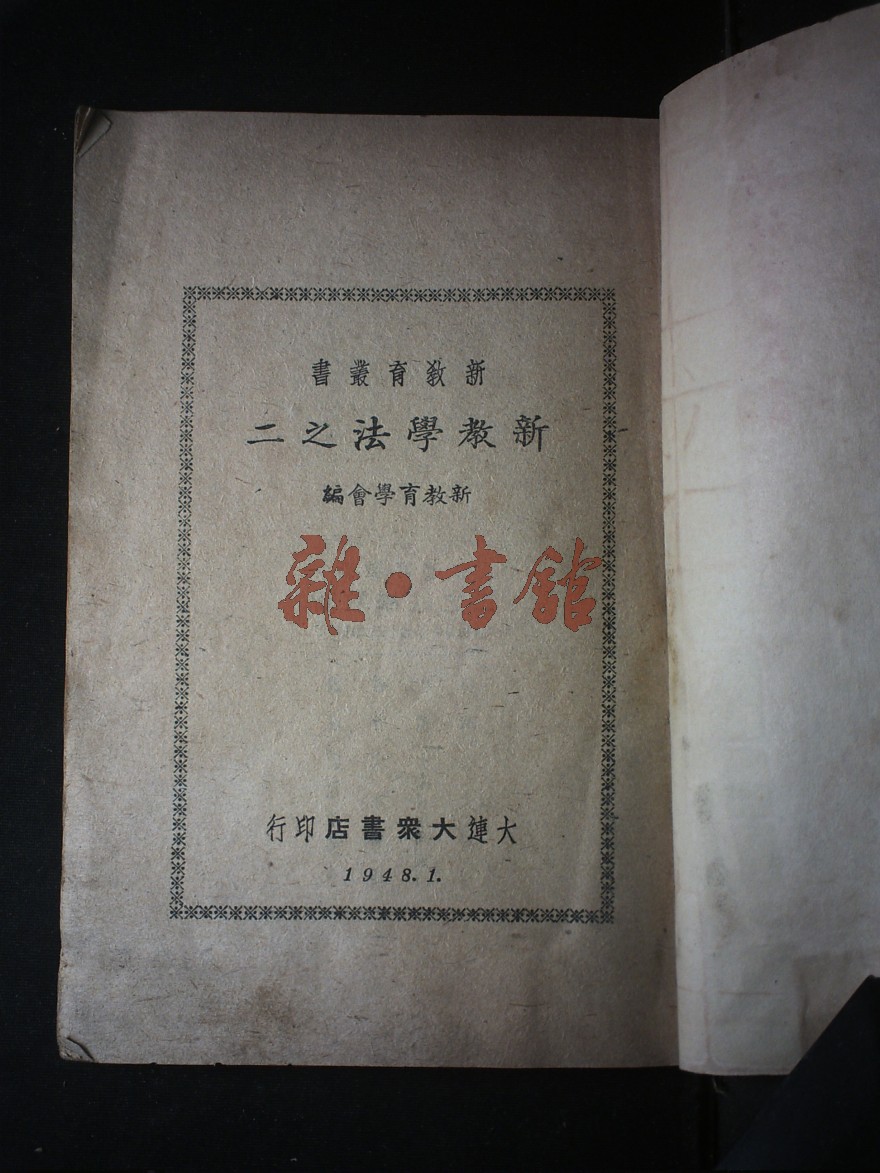 新教育叢書
新教學法之二
新教育學會編
雜·書館
大連大衆書店印行
1948.1.